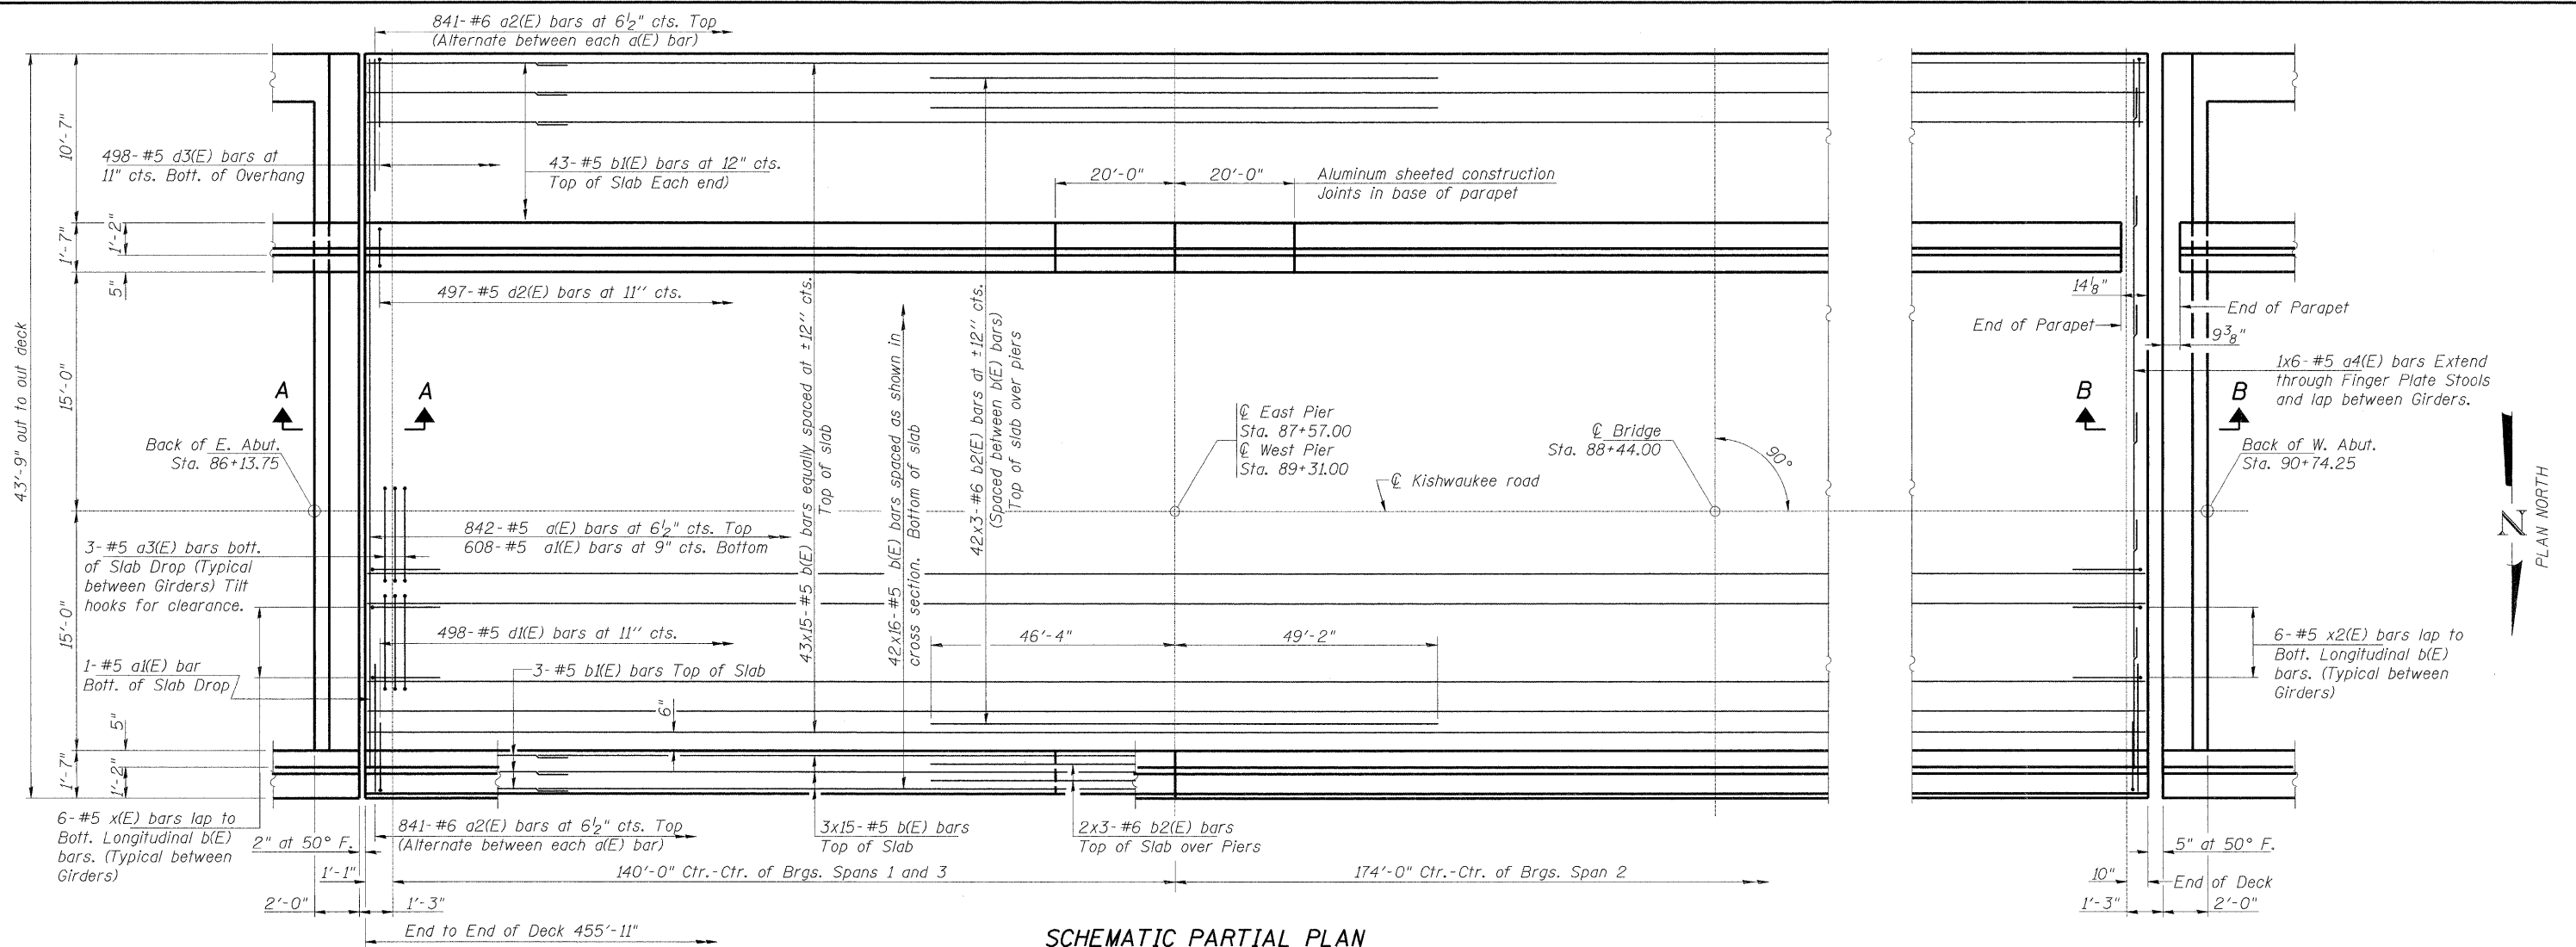 841-#6 a2(E) bars at 6½" cts. Top
(Alternate between each a(E) bar)
43'-9" out to out deck
10'-7"
1'-7"
1'-2"
5"
15'-0"
15'-0"
5"
1'-7"
1'-2"
498-#5 d3(E) bars at
11" cts. Bott. of Overhang
43-#5 b1(E) bars at 12" cts.
Top of Slab Each end)
20'-0"
20'-0"
Aluminum sheeted construction
Joints in base of parapet
497-#5 d2(E) bars at 11" cts.
43x15-#5 b(E) bars equally spaced at ±12" cts.
Top of slab
42x16-#5 b(E) bars spaced as shown in
cross section. Bottom of slab
42x3-#6 b2(E) bars at ±12" cts.
(Spaced between b(E) bars)
Top of slab over piers
14⅛"
End of Parapet
End of Parapet
9⅜"
1x6-#5 a4(E) bars Extend
through Finger Plate Stools
and lap between Girders.
A
A
B
B
Back of E. Abut.
Sta. 86+13.75
℄ East Pier
Sta. 87+57.00
℄ West Pier
Sta. 89+31.00
℄ Bridge
Sta. 88+44.00
90°
℄ Kishwaukee road
Back of W. Abut.
Sta. 90+74.25
N
PLAN NORTH
842-#5 a(E) bars at 6½" cts. Top
608-#5 a1(E) bars at 9" cts. Bottom
3-#5 a3(E) bars bott.
of Slab Drop (Typical
between Girders) Tilt
hooks for clearance.
498-#5 d1(E) bars at 11" cts.
46'-4"
49'-2"
1-#5 a1(E) bar
Bott. of Slab Drop
3-#5 b1(E) bars Top of Slab
6"
6-#5 x2(E) bars lap to
Bott. Longitudinal b(E)
bars. (Typical between
Girders)
6-#5 x(E) bars lap to
Bott. Longitudinal b(E)
bars. (Typical between
Girders)
2" at 50° F.
841-#6 a2(E) bars at 6½" cts. Top
(Alternate between each a(E) bar)
3x15-#5 b(E) bars
Top of Slab
2x3-#6 b2(E) bars
Top of Slab over Piers
5" at 50° F.
1'-1"
140'-0" Ctr.-Ctr. of Brgs. Spans 1 and 3
174'-0" Ctr.-Ctr. of Brgs. Span 2
10"
End of Deck
2'-0"
1'-3"
1'-3"
2'-0"
End to End of Deck 455'-11"
SCHEMATIC PARTIAL PLAN